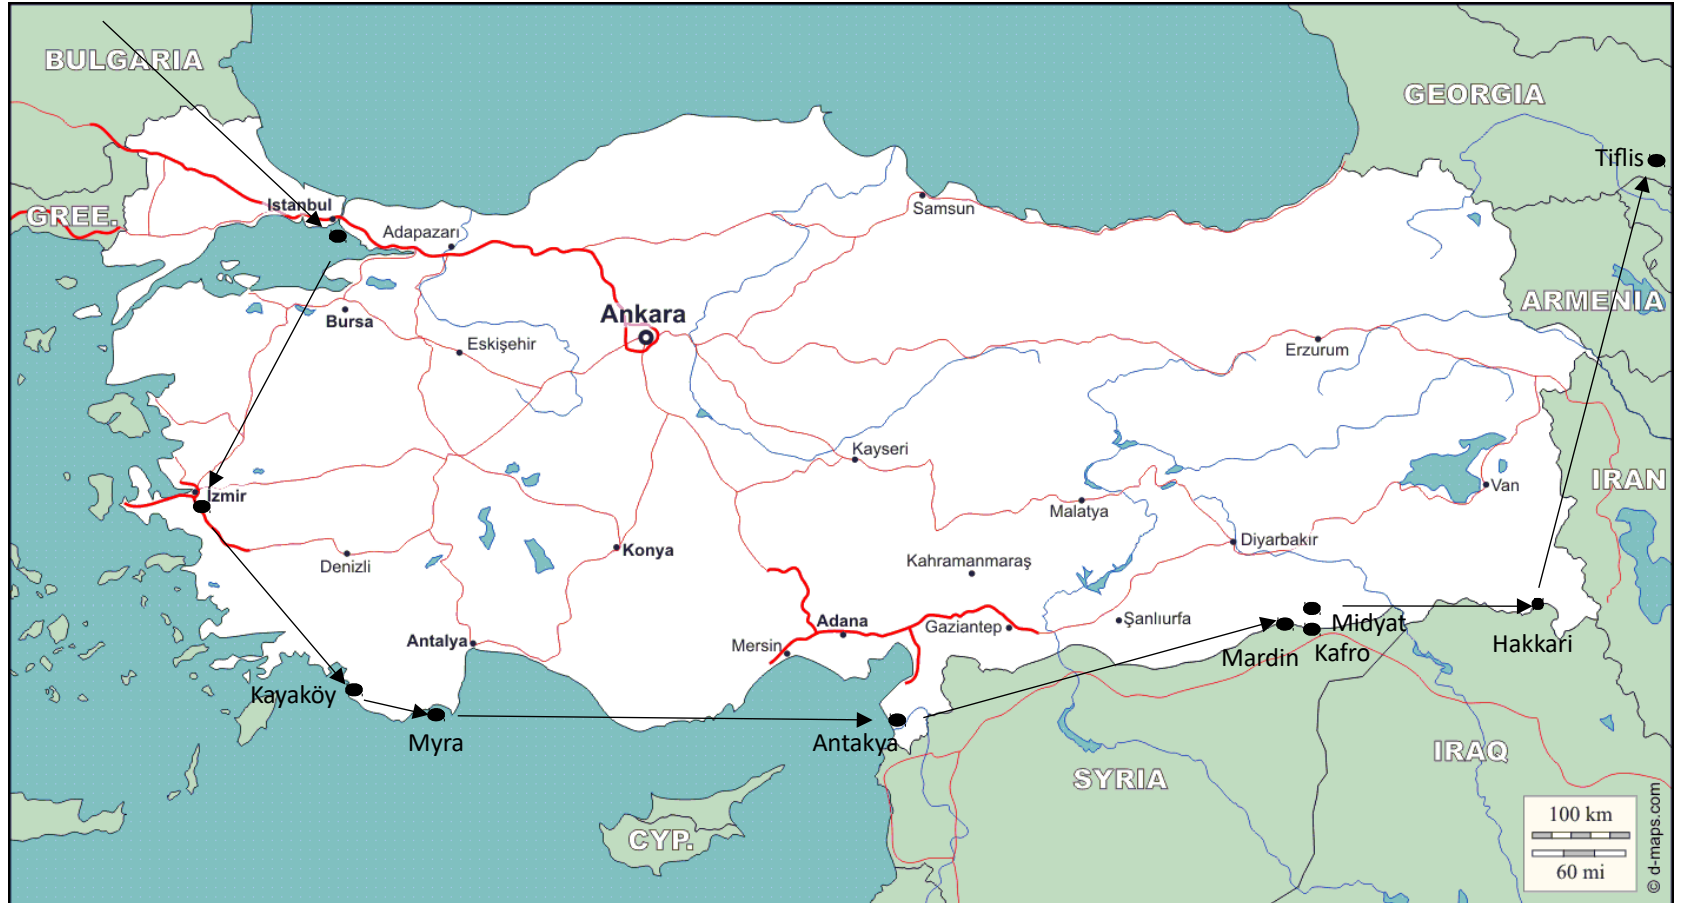 BULGARIA
GEORGIA
Tiflis
Istanbul
GREE.
Adapazarı
Samsun
ARMENIA
Ankara
Bursa
Eskişehir
Erzurum
Kayseri
IRAN
Van
İzmir
Malatya
Diyarbakır
Konya
Denizli
Kahramanmaraş
Adana
Gaziantep
Şanlıurfa
Midyat
Antalya
Mersin
Mardin
Kafro
Hakkari
Kayaköy
Myra
Antakya
IRAQ
SYRIA
CYP.
100 km
60 mi
© d-maps.com